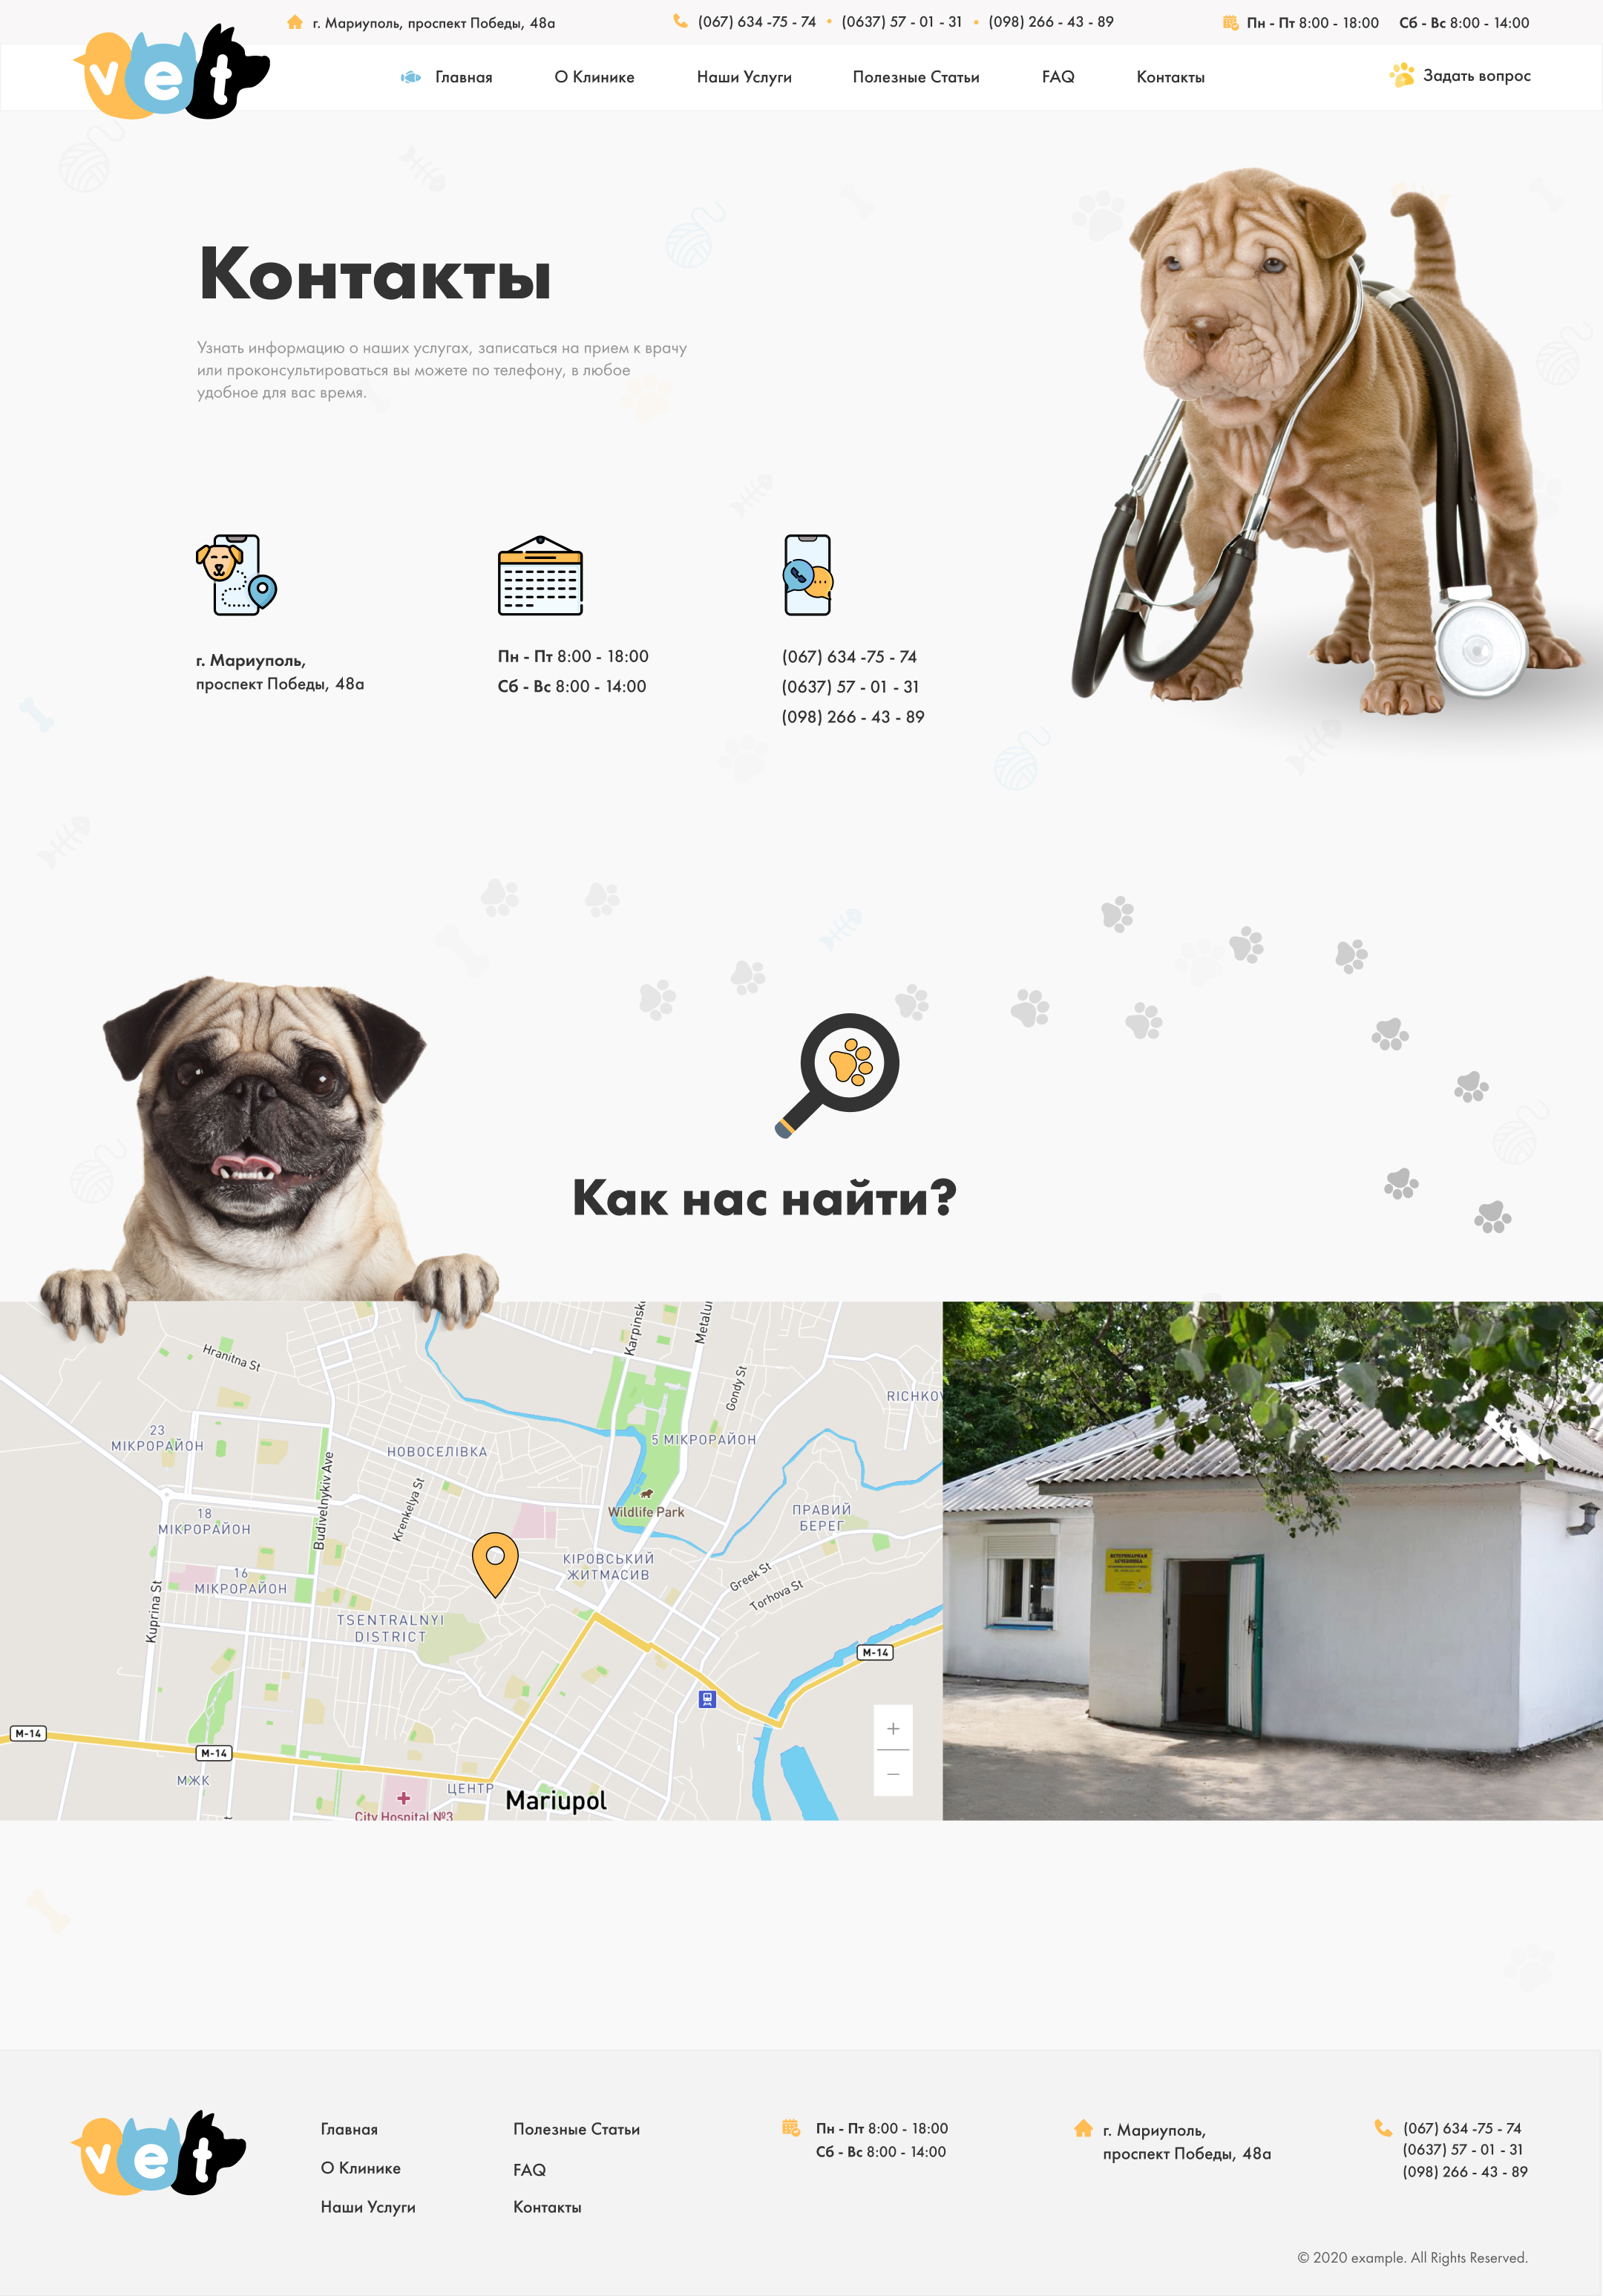 г. Мариуполь, проспект Победы, 48а
(067) 634 -75 - 74 • (0637) 57 - 01 - 31 • (098) 266 - 43 - 89
Пн - Пт 8:00 - 18:00 Сб - Вс 8:00 - 14:00
vet
Главная
О Клинике
Наши Услуги
Полезные Статьи
FAQ
Контакты
Задать вопрос
Контакты
Узнать информацию о наших услугах, записаться на прием к врачу
или проконсультироваться вы можете по телефону, в любое
удобное для вас время.
г. Мариуполь,
проспект Победы, 48а
Пн - Пт 8:00 - 18:00
Сб - Вс 8:00 - 14:00
(067) 634 -75 - 74
(0637) 57 - 01 - 31
(098) 266 - 43 - 89
Как нас найти?
Hranitna St
Karpinsk
Metalur
Gondy St
RICHKOV
23
МІКРОРАЙОН
НОВОСЕЛІВКА
5 МІКРОРАЙОН
Budivelnykiv Ave
Krenkelya St
Wildlife Park
18
МІКРОРАЙОН
ПРАВИЙ
БЕРЕГ
КІРОВСЬКИЙ
ЖИТМАСИВ
16
МІКРОРАЙОН
Greek St
Torhova St
Kuprina St
TSENTRALNYI
DISTRICT
M-14
M-14
M-14
МЖК
ЦЕНТР
Mariupol
City Hospital №3
+
−
ВЕТЕРИНАРНАЯ
ЛЕЧЕБНИЦА
vet
Главная
О Клинике
Наши Услуги
Полезные Статьи
FAQ
Контакты
Пн - Пт 8:00 - 18:00
Сб - Вс 8:00 - 14:00
г. Мариуполь,
проспект Победы, 48а
(067) 634 -75 - 74
(0637) 57 - 01 - 31
(098) 266 - 43 - 89
© 2020 example. All Rights Reserved.